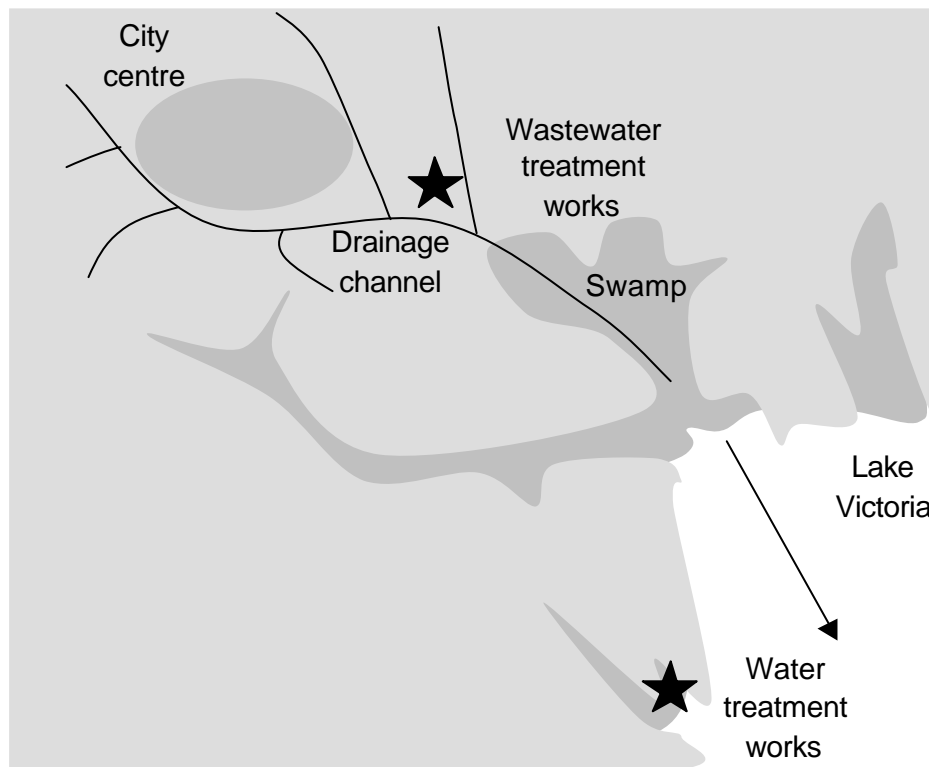 City
centre
Wastewater
treatment
works
Drainage
channel
Swamp
Lake
Victoria
Water
treatment
works